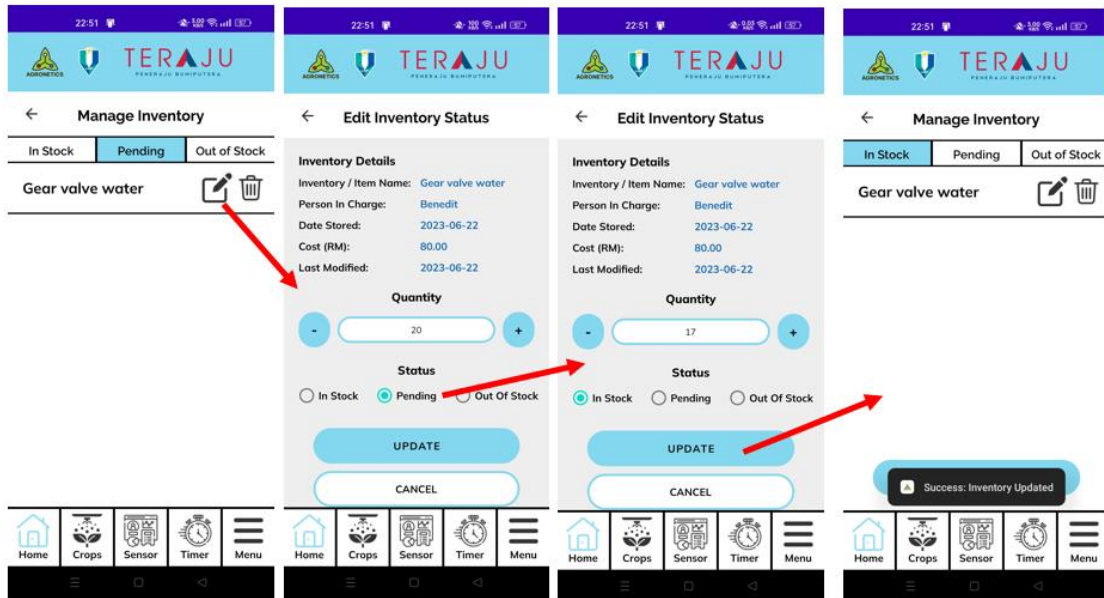 22:51
AGRONETICS
TERAJU
PENERAJU BUMIPUTERA
Manage Inventory
In Stock Pending Out of Stock
Gear valve water
Home Crops Sensor Timer Menu
22:51
AGRONETICS
TERAJU
PENERAJU BUMIPUTERA
Edit Inventory Status
Inventory Details
Inventory / Item Name: Gear valve water
Person In Charge: Benedit
Date Stored: 2023-06-22
Cost (RM): 80.00
Last Modified: 2023-06-22
Quantity
- 20 +
Status
In Stock Pending Out Of Stock
UPDATE
CANCEL
Home Crops Sensor Timer Menu
22:51
AGRONETICS
TERAJU
PENERAJU BUMIPUTERA
Edit Inventory Status
Inventory Details
Inventory / Item Name: Gear valve water
Person In Charge: Benedit
Date Stored: 2023-06-22
Cost (RM): 80.00
Last Modified: 2023-06-22
Quantity
- 17 +
Status
In Stock Pending Out Of Stock
UPDATE
CANCEL
Home Crops Sensor Timer Menu
22:51
AGRONETICS
TERAJU
PENERAJU BUMIPUTERA
Manage Inventory
In Stock Pending Out of Stock
Gear valve water
Success: Inventory Updated
Home Crops Sensor Timer Menu